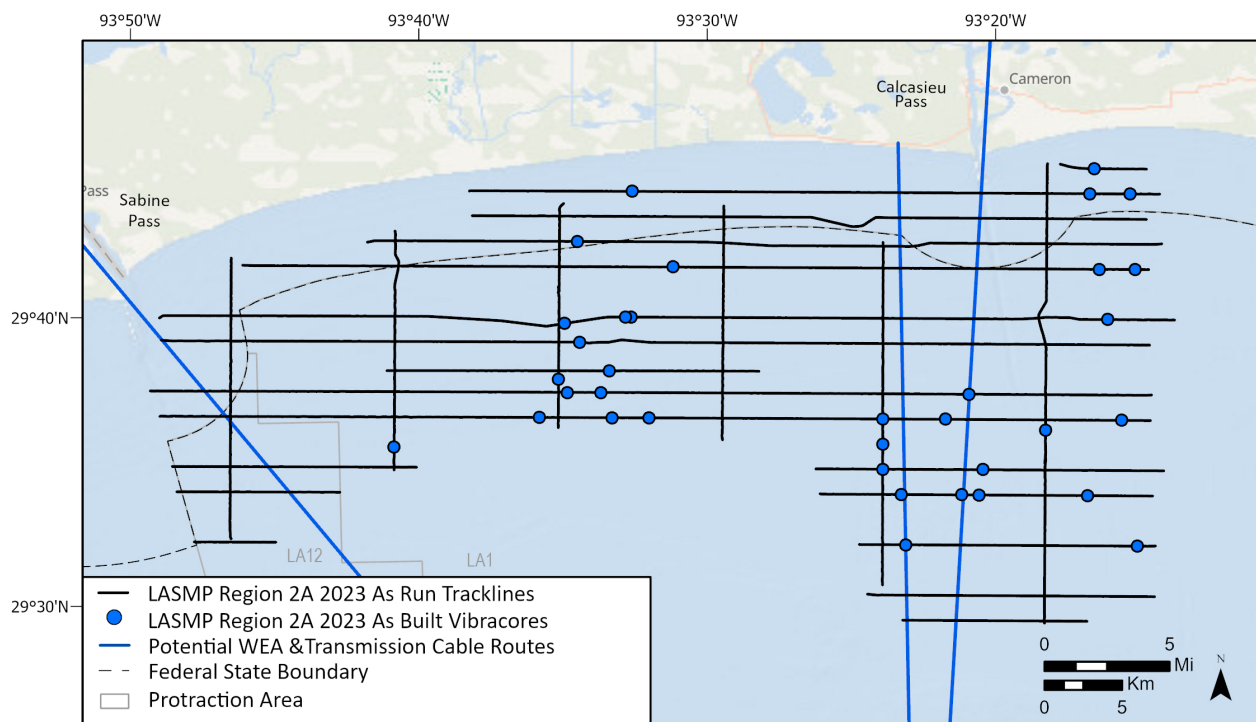 93°50'W 93°40'W 93°30'W 93°20'W
Cameron
Calcasieu
Pass
Pass
Sabine
Pass
29°40'N
LA12
LA1
29°30'N
LASMP Region 2A 2023 As Run Tracklines
LASMP Region 2A 2023 As Built Vibracores
Potential WEA &Transmission Cable Routes
Federal State Boundary
Protraction Area
0 5
Mi
Km
0 5
N